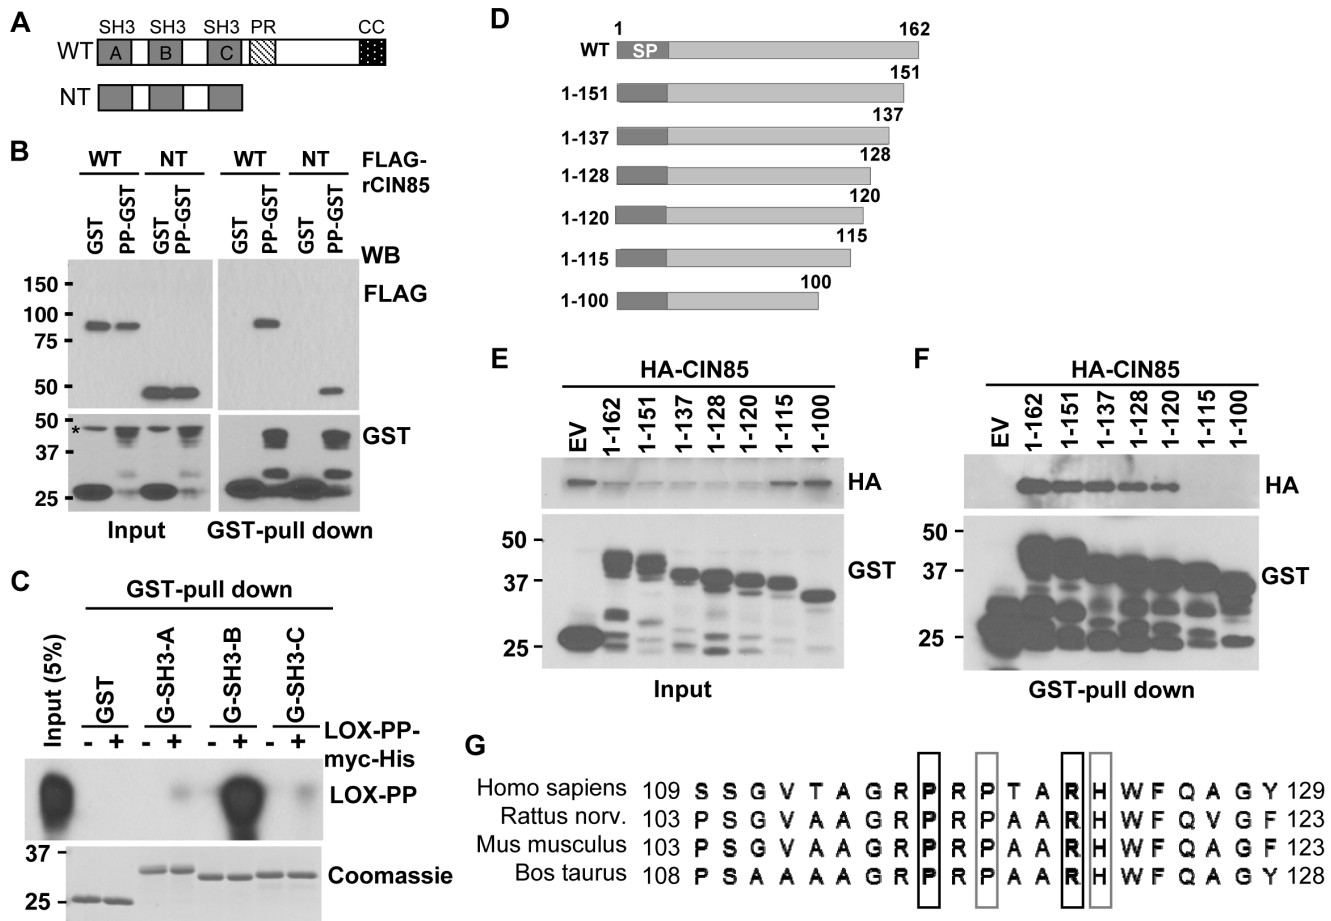 A
SH3 SH3 SH3 PR CC
WT A B C
NT
B
WT NT WT NT FLAG-
rCIN85
GST PP-GST GST PP-GST GST PP-GST GST PP-GST
WB
150
100
75
50
FLAG
50
*
37
25
GST
Input GST-pull down
C
GST-pull down
Input (5%) GST G-SH3-A G-SH3-B G-SH3-C
- + - + - + - + LOX-PP-
myc-His
LOX-PP
37
25
Coomassie
D
1 162
WT SP
151
1-151
137
1-137
128
1-128
120
1-120
115
1-115
100
1-100
E
HA-CIN85
EV 1-162 1-151 1-137 1-128 1-120 1-115 1-100
HA
50
37
25
GST
Input
F
HA-CIN85
EV 1-162 1-151 1-137 1-128 1-120 1-115 1-100
HA
50
37
25
GST
GST-pull down
G
Homo sapiens 109 S S G V T A G R P R P T A R H W F Q A G Y 129
Rattus norv. 103 P S G V A A G R P R P A A R H W F Q V G F 123
Mus musculus 103 P S G V A A G R P R P A A R H W F Q A G F 123
Bos taurus 108 P S A A A A G R P R P A A R H W F Q A G Y 128